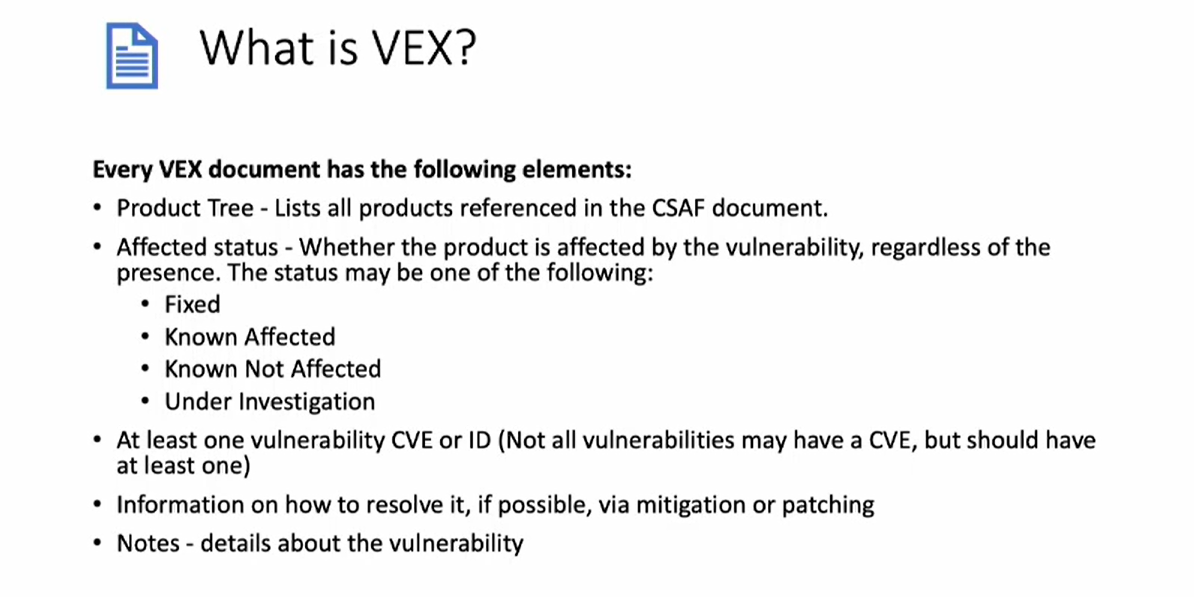 What is VEX?
Every VEX document has the following elements:
• Product Tree - Lists all products referenced in the CSAF document.
• Affected status - Whether the product is affected by the vulnerability, regardless of the
presence. The status may be one of the following:
• Fixed
• Known Affected
• Known Not Affected
• Under Investigation
• At least one vulnerability CVE or ID (Not all vulnerabilities may have a CVE, but should have
at least one)
• Information on how to resolve it, if possible, via mitigation or patching
• Notes - details about the vulnerability